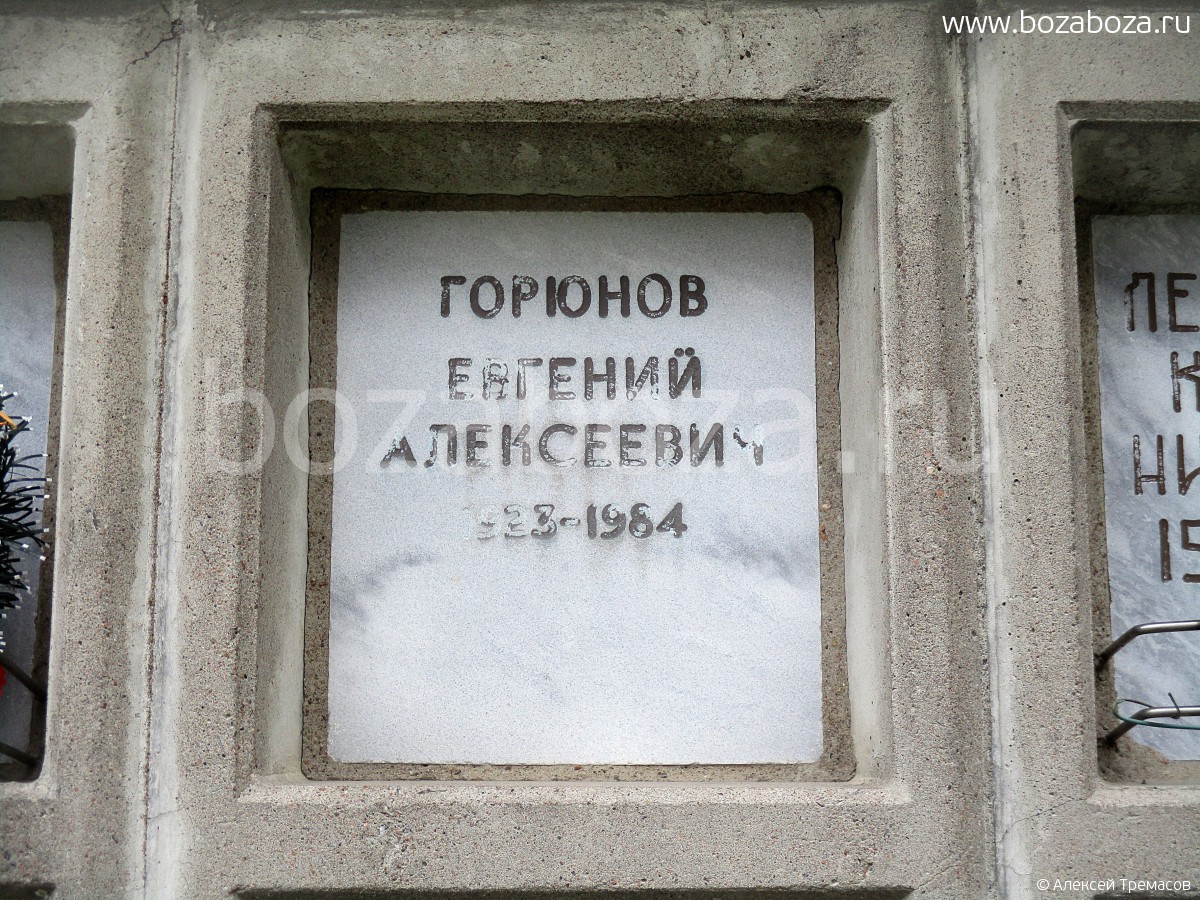 www.bozaboza.ru
ГОРЮНОВ
ЕВГЕНИЙ
АЛЕКСЕЕВИЧ
1923-1984
bozaboza.ru
© Алексей Тремасов